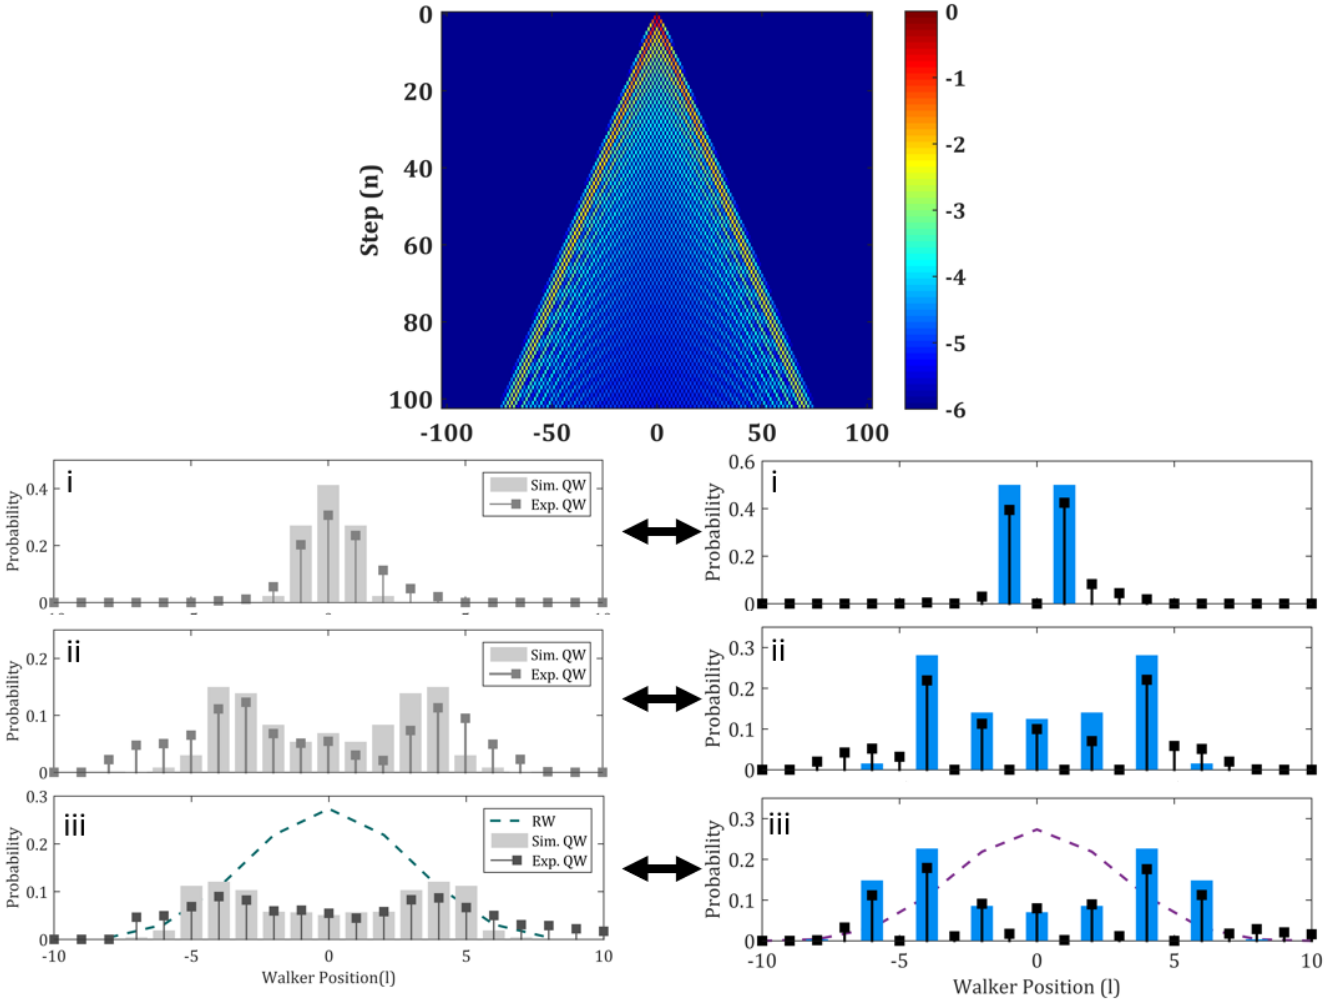 0
20
40
60
80
100
Step (n)
-100 -50 0 50 100
0
-1
-2
-3
-4
-5
-6
i
Probability
0.4
0.2
0
Sim. QW
Exp. QW
i
Probability
0.6
0.4
0.2
0
ii
Probability
0.2
0.1
0
Sim. QW
Exp. QW
ii
Probability
0.3
0.2
0.1
0
iii
Probability
0.3
0.2
0.1
0
RW
Sim. QW
Exp. QW
-10 -5 0 5 10
Walker Position(l)
iii
Probability
0.3
0.2
0.1
0
-10 -5 0 5 10
Walker Position (l)